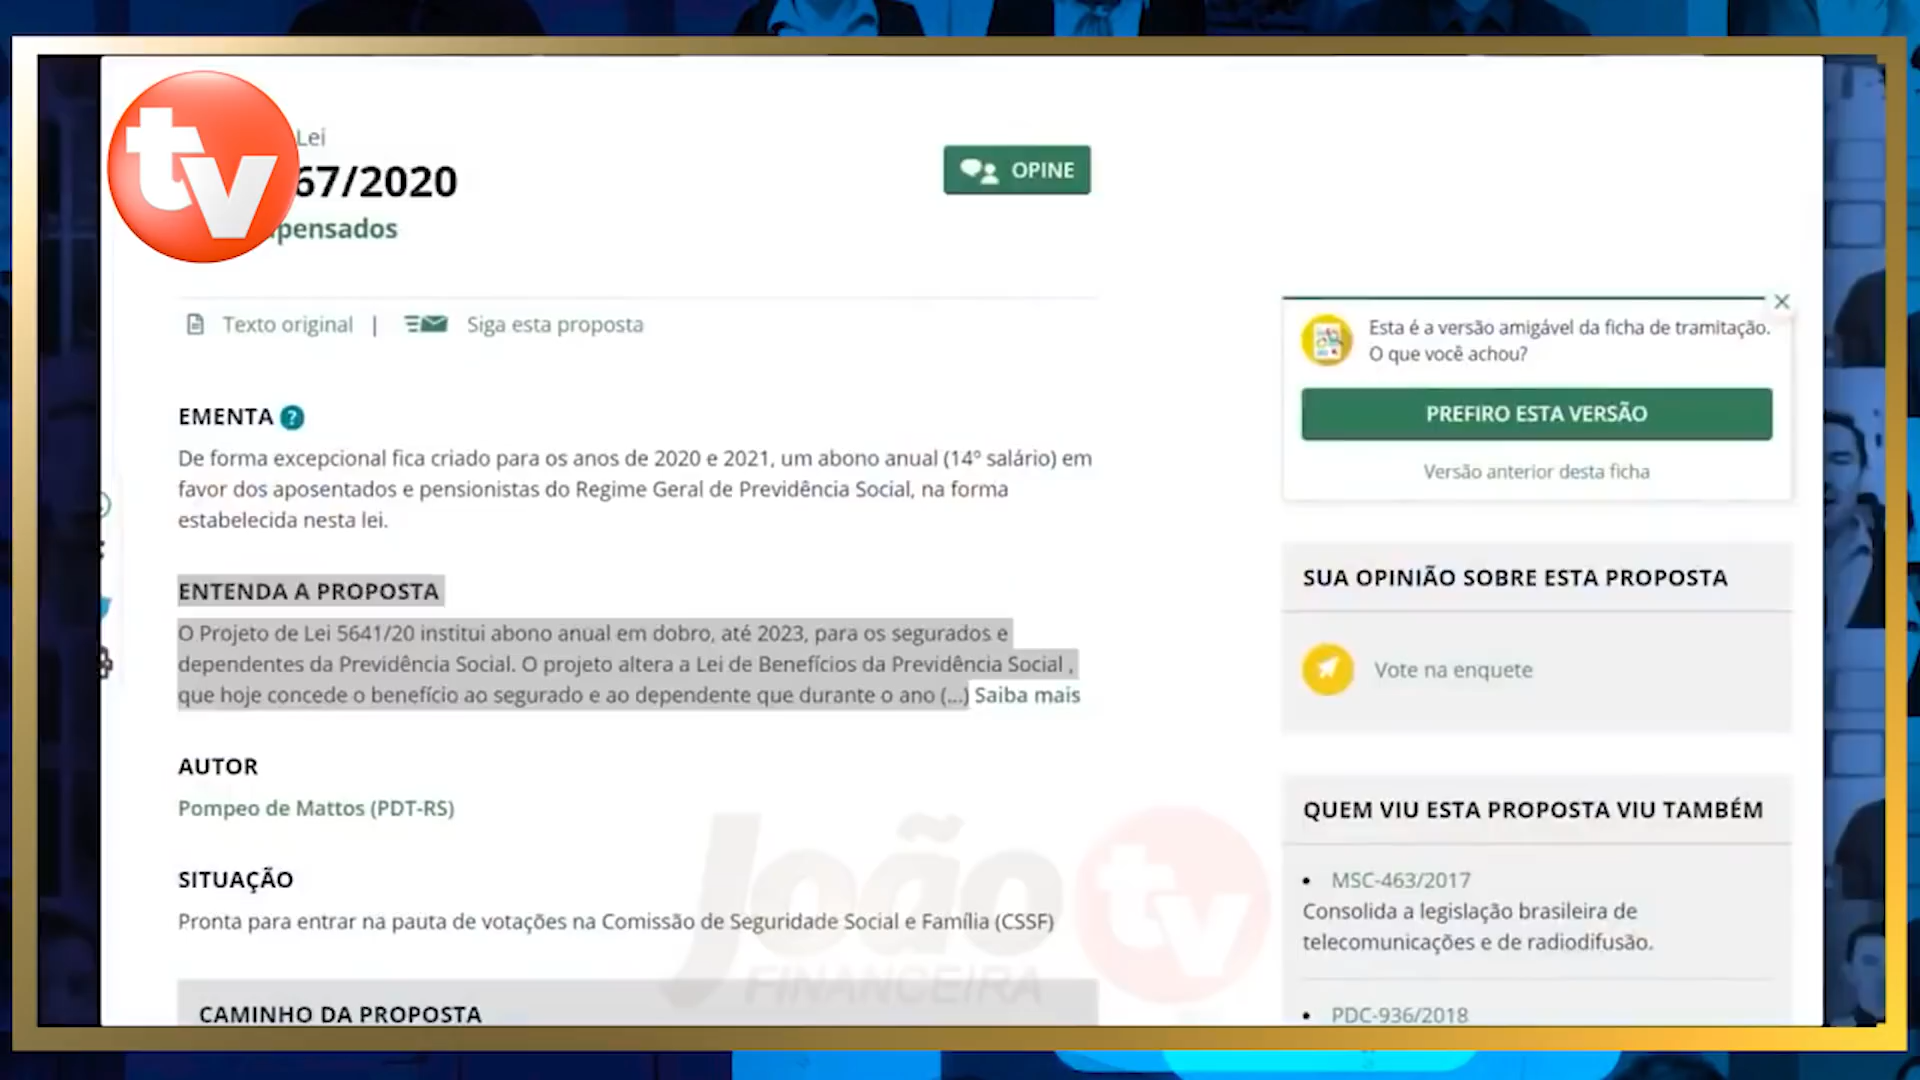 tv
Lei
67/2020
pensados
OPINE
Texto original | Siga esta proposta
EMENTA ?
De forma excepcional fica criado para os anos de 2020 e 2021, um abono anual (14º salário) em
favor dos aposentados e pensionistas do Regime Geral de Previdência Social, na forma
estabelecida nesta lei.
ENTENDA A PROPOSTA
O Projeto de Lei 5641/20 institui abono anual em dobro, até 2023, para os segurados e
dependentes da Previdência Social. O projeto altera a Lei de Benefícios da Previdência Social ,
que hoje concede o benefício ao segurado e ao dependente que durante o ano (...) Saiba mais
AUTOR
Pompeo de Mattos (PDT-RS)
SITUAÇÃO
Pronta para entrar na pauta de votações na Comissão de Seguridade Social e Família (CSSF)
CAMINHO DA PROPOSTA
João
FINANCEIRA
tv
Esta é a versão amigável da ficha de tramitação.
O que você achou?
PREFIRO ESTA VERSÃO
Versão anterior desta ficha
SUA OPINIÃO SOBRE ESTA PROPOSTA
Vote na enquete
QUEM VIU ESTA PROPOSTA VIU TAMBÉM
• MSC-463/2017
Consolida a legislação brasileira de
telecomunicações e de radiodifusão.
• PDC-936/2018